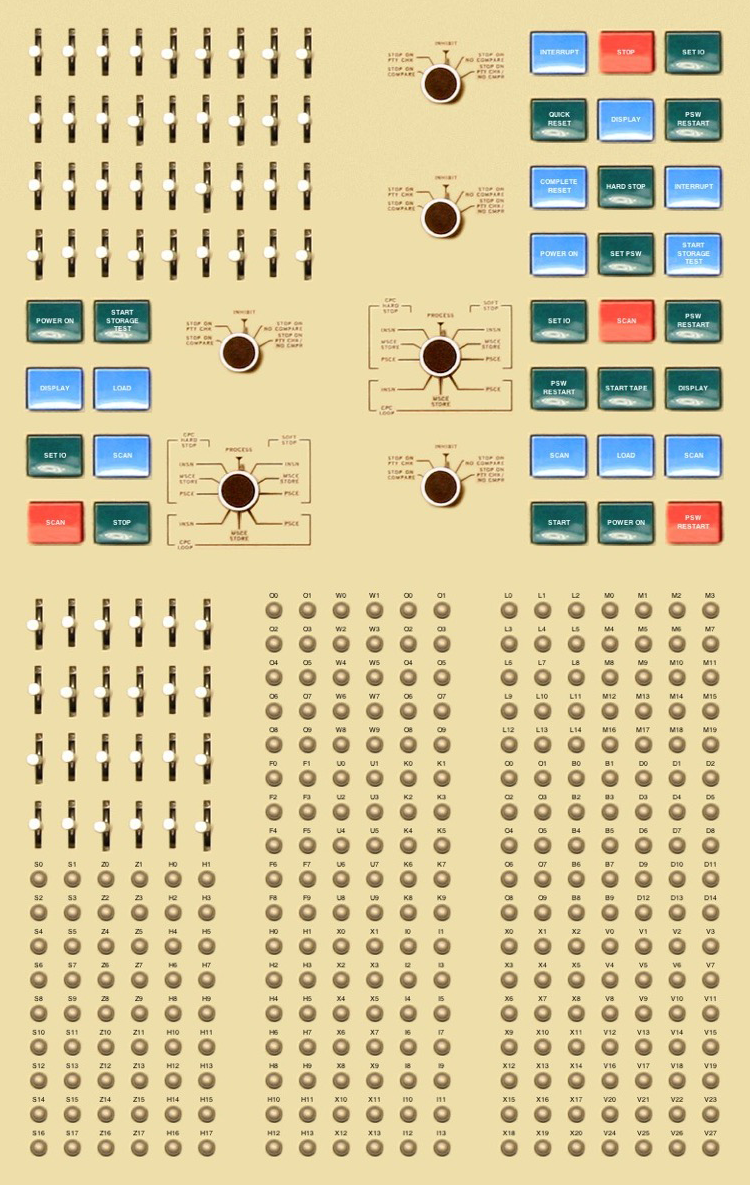 INHIBIT
STOP ON PTY CHK
STOP ON NO COMPARE
STOP ON COMPARE
STOP ON PTY CHK/ NO CMPR
INTERRUPT STOP SET IO
QUICK RESET DISPLAY PSW RESTART
INHIBIT
STOP ON PTY CHK
STOP ON NO COMPARE
STOP ON COMPARE
STOP ON PTY CHK/ NO CMPR
COMPLETE RESET HARD STOP INTERRUPT
POWER ON SET PSW START STORAGE TEST
POWER ON START STORAGE TEST
INHIBIT
STOP ON PTY CHK
STOP ON NO COMPARE
STOP ON COMPARE
STOP ON PTY CHK/ NO CMPR
CPC HARD STOP
SOFT STOP
PROCESS
INSN INSN
MSCE STORE MSCE STORE
PSCE PSCE
INSN PSCE
MSCE STORE
CPC LOOP
SET IO SCAN PSW RESTART
DISPLAY LOAD
PSW RESTART START TAPE DISPLAY
SET IO SCAN
CPC HARD STOP
SOFT STOP
PROCESS
INSN INSN
MSCE STORE MSCE STORE
PSCE PSCE
INSN PSCE
MSCE STORE
CPC LOOP
INHIBIT
STOP ON PTY CHK
STOP ON NO COMPARE
STOP ON COMPARE
STOP ON PTY CHK/ NO CMPR
SCAN LOAD SCAN
SCAN STOP
START POWER ON PSW RESTART
O0 O1 W0 W1 O0 O1 L0 L1 L2 M0 M1 M2 M3
O2 O3 W2 W3 O2 O3 L3 L4 L5 M4 M5 M6 M7
O4 O5 W4 W5 O4 O5 L6 L7 L8 M8 M9 M10 M11
O6 O7 W6 W7 O6 O7 L9 L10 L11 M12 M13 M14 M15
O8 O9 W8 W9 O8 O9 L12 L13 L14 M16 M17 M18 M19
F0 F1 U0 U1 K0 K1 O0 O1 B0 B1 D0 D1 D2
F2 F3 U2 U3 K2 K3 O2 O3 B2 B3 D3 D4 D5
F4 F5 U4 U5 K4 K5 O4 O5 B4 B5 D6 D7 D8
S0 S1 Z0 Z1 H0 H1 F6 F7 U6 U7 K6 K7 O6 O7 B6 B7 D9 D10 D11
S2 S3 Z2 Z3 H2 H3 F8 F9 U8 U9 K8 K9 O8 O9 B8 B9 D12 D13 D14
S4 S5 Z4 Z5 H4 H5 H0 H1 X0 X1 I0 I1 X0 X1 X2 V0 V1 V2 V3
S6 S7 Z6 Z7 H6 H7 H2 H3 X2 X3 I2 I3 X3 X4 X5 V4 V5 V6 V7
S8 S9 Z8 Z9 H8 H9 H4 H5 X4 X5 I4 I5 X6 X7 X8 V8 V9 V10 V11
S10 S11 Z10 Z11 H10 H11 H6 H7 X6 X7 I6 I7 X9 X10 X11 V12 V13 V14 V15
S12 S13 Z12 Z13 H12 H13 H8 H9 X8 X9 I8 I9 X12 X13 X14 V16 V17 V18 V19
S14 S15 Z14 Z15 H14 H15 H10 H11 X10 X11 I10 I11 X15 X16 X17 V20 V21 V22 V23
S16 S17 Z16 Z17 H16 H17 H12 H13 X12 X13 I12 I13 X18 X19 X20 V24 V25 V26 V27